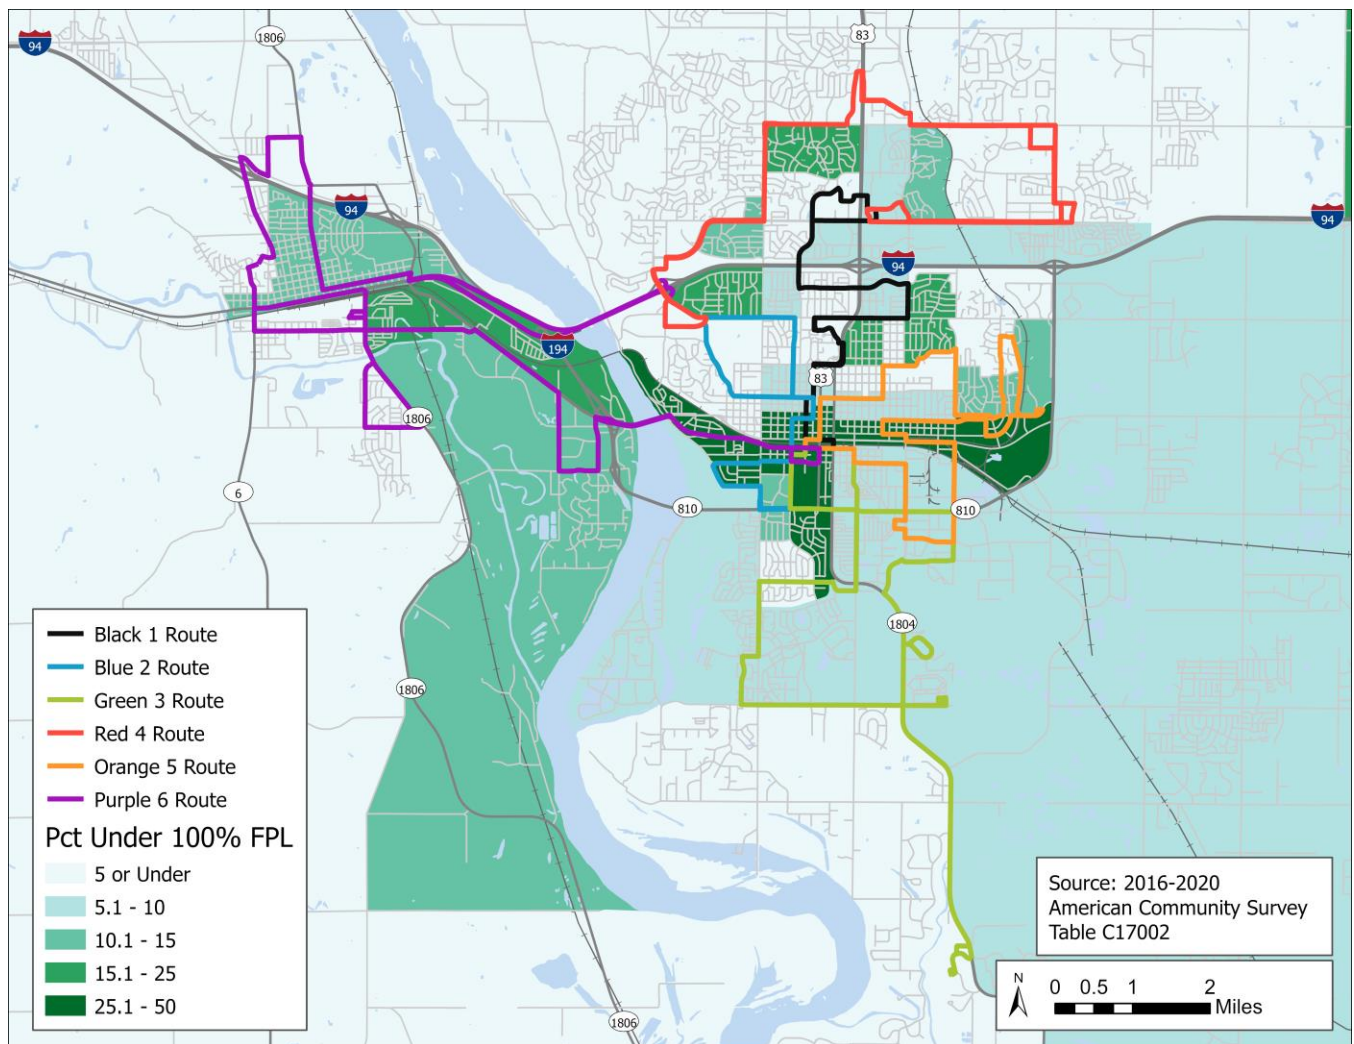 94
1806
83
94
94
94
194
83
1806
6
810
810
1804
1806
1806
Black 1 Route
Blue 2 Route
Green 3 Route
Red 4 Route
Orange 5 Route
Purple 6 Route
Pct Under 100% FPL
5 or Under
5.1 - 10
10.1 - 15
15.1 - 25
25.1 - 50
Source: 2016-2020
American Community Survey
Table C17002
N
0 0.5 1 2
Miles